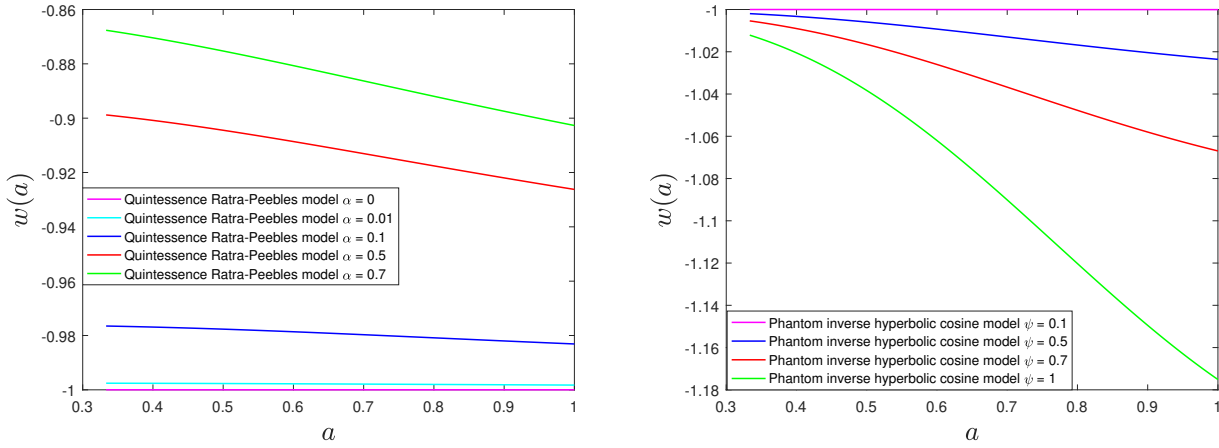 -0.86
-0.88
-0.9
-0.92
-0.94
-0.96
-0.98
-1
w(a)
Quintessence Ratra-Peebles model α = 0
Quintessence Ratra-Peebles model α = 0.01
Quintessence Ratra-Peebles model α = 0.1
Quintessence Ratra-Peebles model α = 0.5
Quintessence Ratra-Peebles model α = 0.7
0.3 0.4 0.5 0.6 0.7 0.8 0.9 1
a
-1
-1.02
-1.04
-1.06
-1.08
-1.1
-1.12
-1.14
-1.16
-1.18
w(a)
Phantom inverse hyperbolic cosine model ψ = 0.1
Phantom inverse hyperbolic cosine model ψ = 0.5
Phantom inverse hyperbolic cosine model ψ = 0.7
Phantom inverse hyperbolic cosine model ψ = 1
0.3 0.4 0.5 0.6 0.7 0.8 0.9 1
a